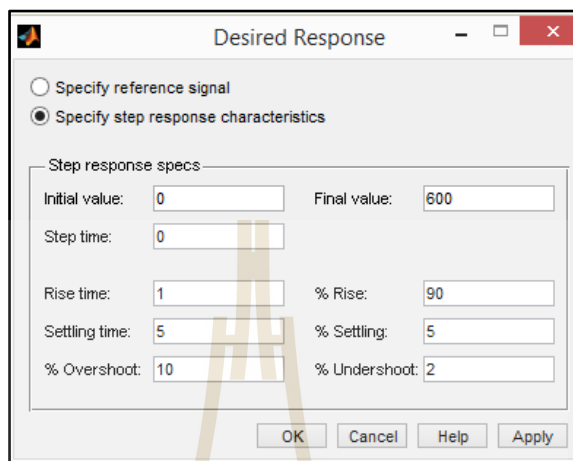 Desired Response
Specify reference signal
Specify step response characteristics
Step response specs
Initial value: 0 Final value: 600
Step time: 0
Rise time: 1 % Rise: 90
Settling time: 5 % Settling: 5
% Overshoot: 10 % Undershoot: 2
OK Cancel Help Apply